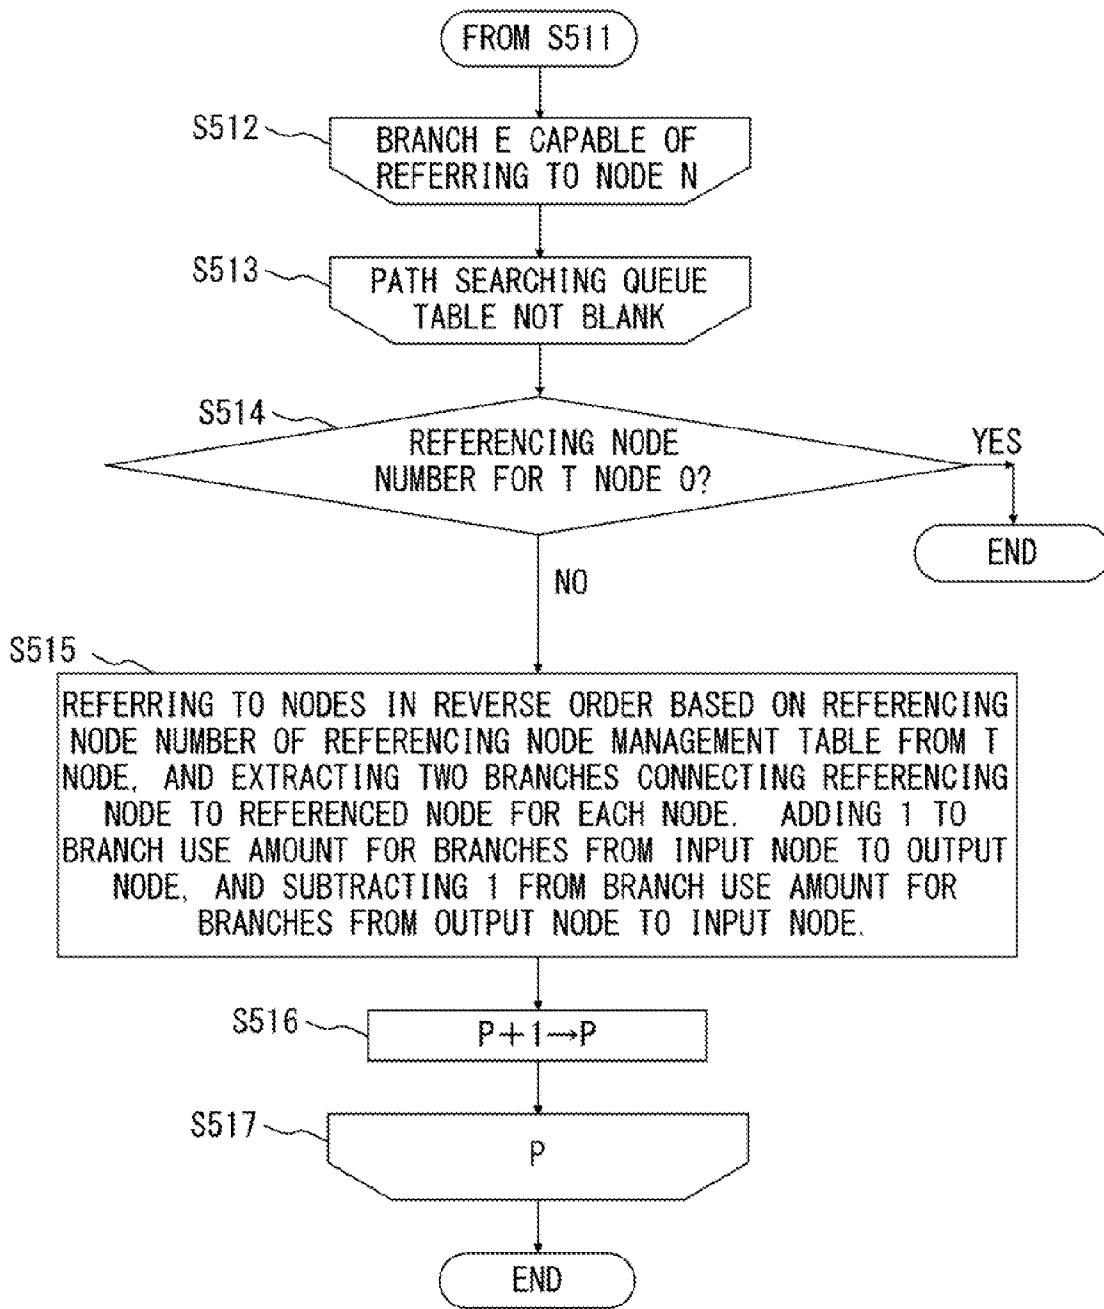 FROM S511
S512
BRANCH E CAPABLE OF
REFERRING TO NODE N
S513
PATH SEARCHING QUEUE
TABLE NOT BLANK
S514
REFERENCING NODE
NUMBER FOR T NODE 0?
YES
END
NO
S515
REFERRING TO NODES IN REVERSE ORDER BASED ON REFERENCING
NODE NUMBER OF REFERENCING NODE MANAGEMENT TABLE FROM T
NODE, AND EXTRACTING TWO BRANCHES CONNECTING REFERENCING
NODE TO REFERENCED NODE FOR EACH NODE. ADDING 1 TO
BRANCH USE AMOUNT FOR BRANCHES FROM INPUT NODE TO OUTPUT
NODE, AND SUBTRACTING 1 FROM BRANCH USE AMOUNT FOR
BRANCHES FROM OUTPUT NODE TO INPUT NODE.
S516
P+1→P
S517
P
END